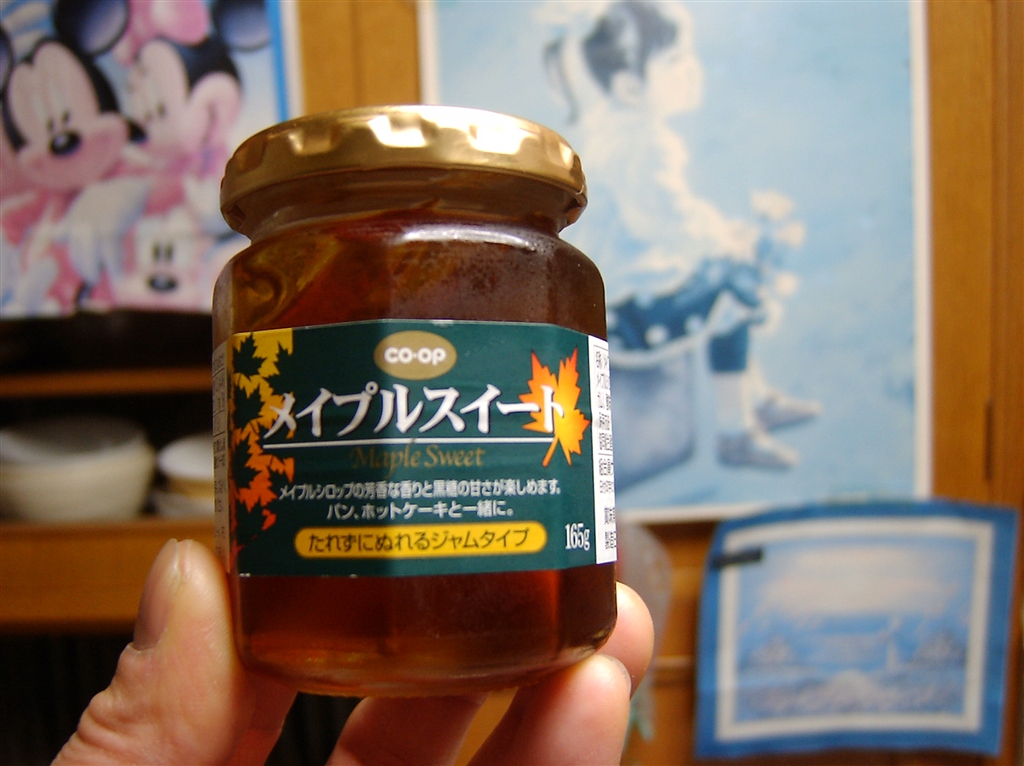 CO·OP
メイプルスイート
Maple Sweet
メイプルシロップの芳香な香りと黒糖の甘さが楽しめます。
パン、ホットケーキと一緒に。
たれずにぬれるジャムタイプ
165g